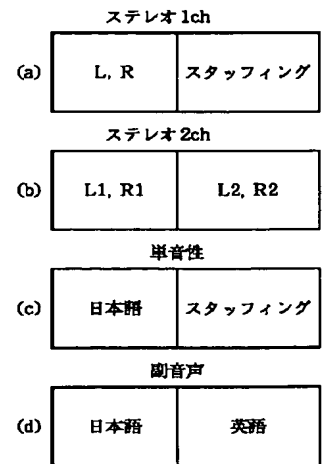 ステレオ 1ch
(a) L, R スタッフィング
ステレオ 2ch
(b) L1, R1 L2, R2
単音性
(c) 日本語 スタッフィング
副音声
(d) 日本語 英語